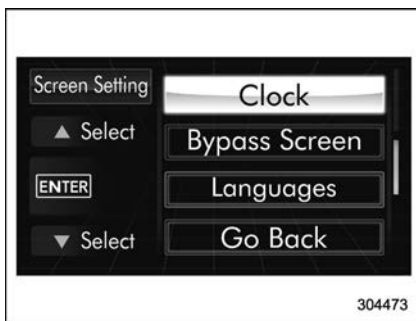 Screen Setting
Clock
▲ Select
Bypass Screen
ENTER
Languages
▼ Select
Go Back
304473